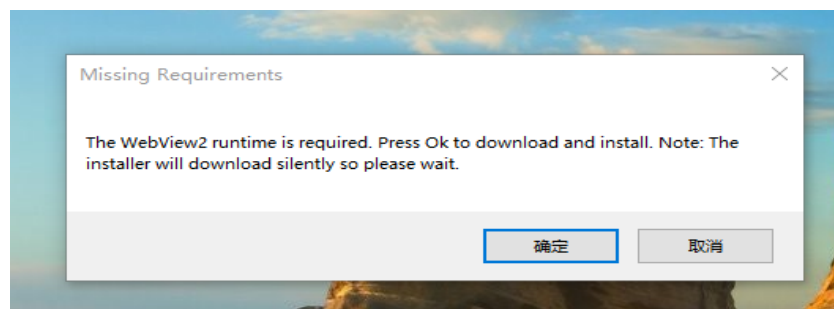 Missing Requirements
The WebView2 runtime is required. Press Ok to download and install. Note: The
installer will download silently so please wait.
确定
取消